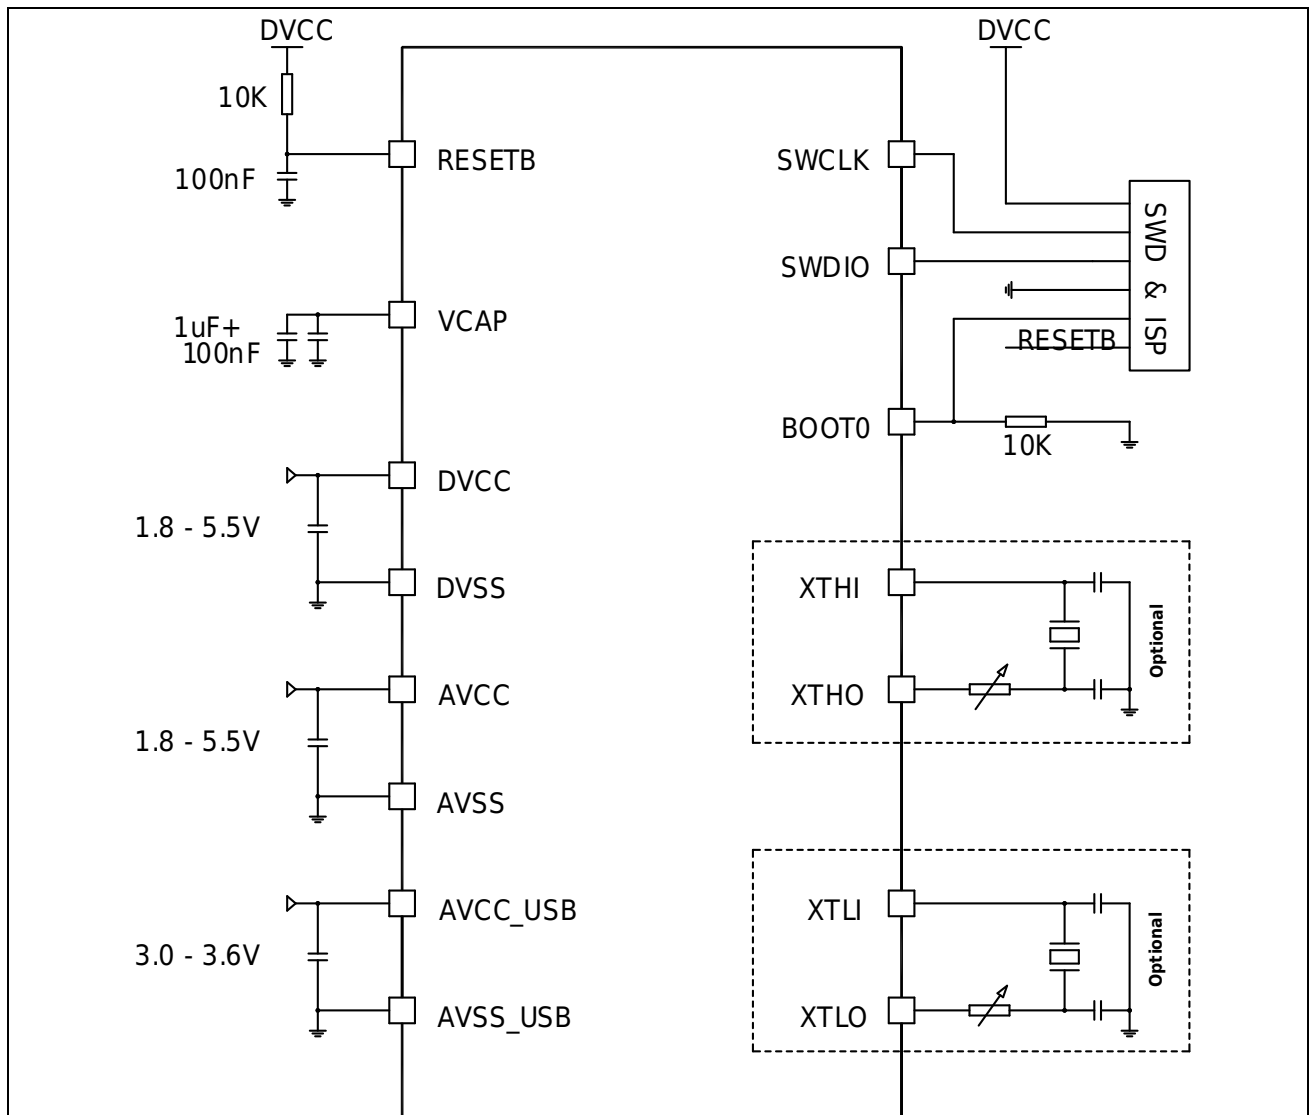 DVCC
DVCC
10K
RESETB
SWCLK
100nF
SWD & ISP
SWDIO
VCAP
1uF+
100nF
RESETB
BOOT0
10K
DVCC
1.8 - 5.5V
DVSS
XTHI
Optional
AVCC
XTHO
1.8 - 5.5V
AVSS
AVCC_USB
XTLI
Optional
3.0 - 3.6V
AVSS_USB
XTLO